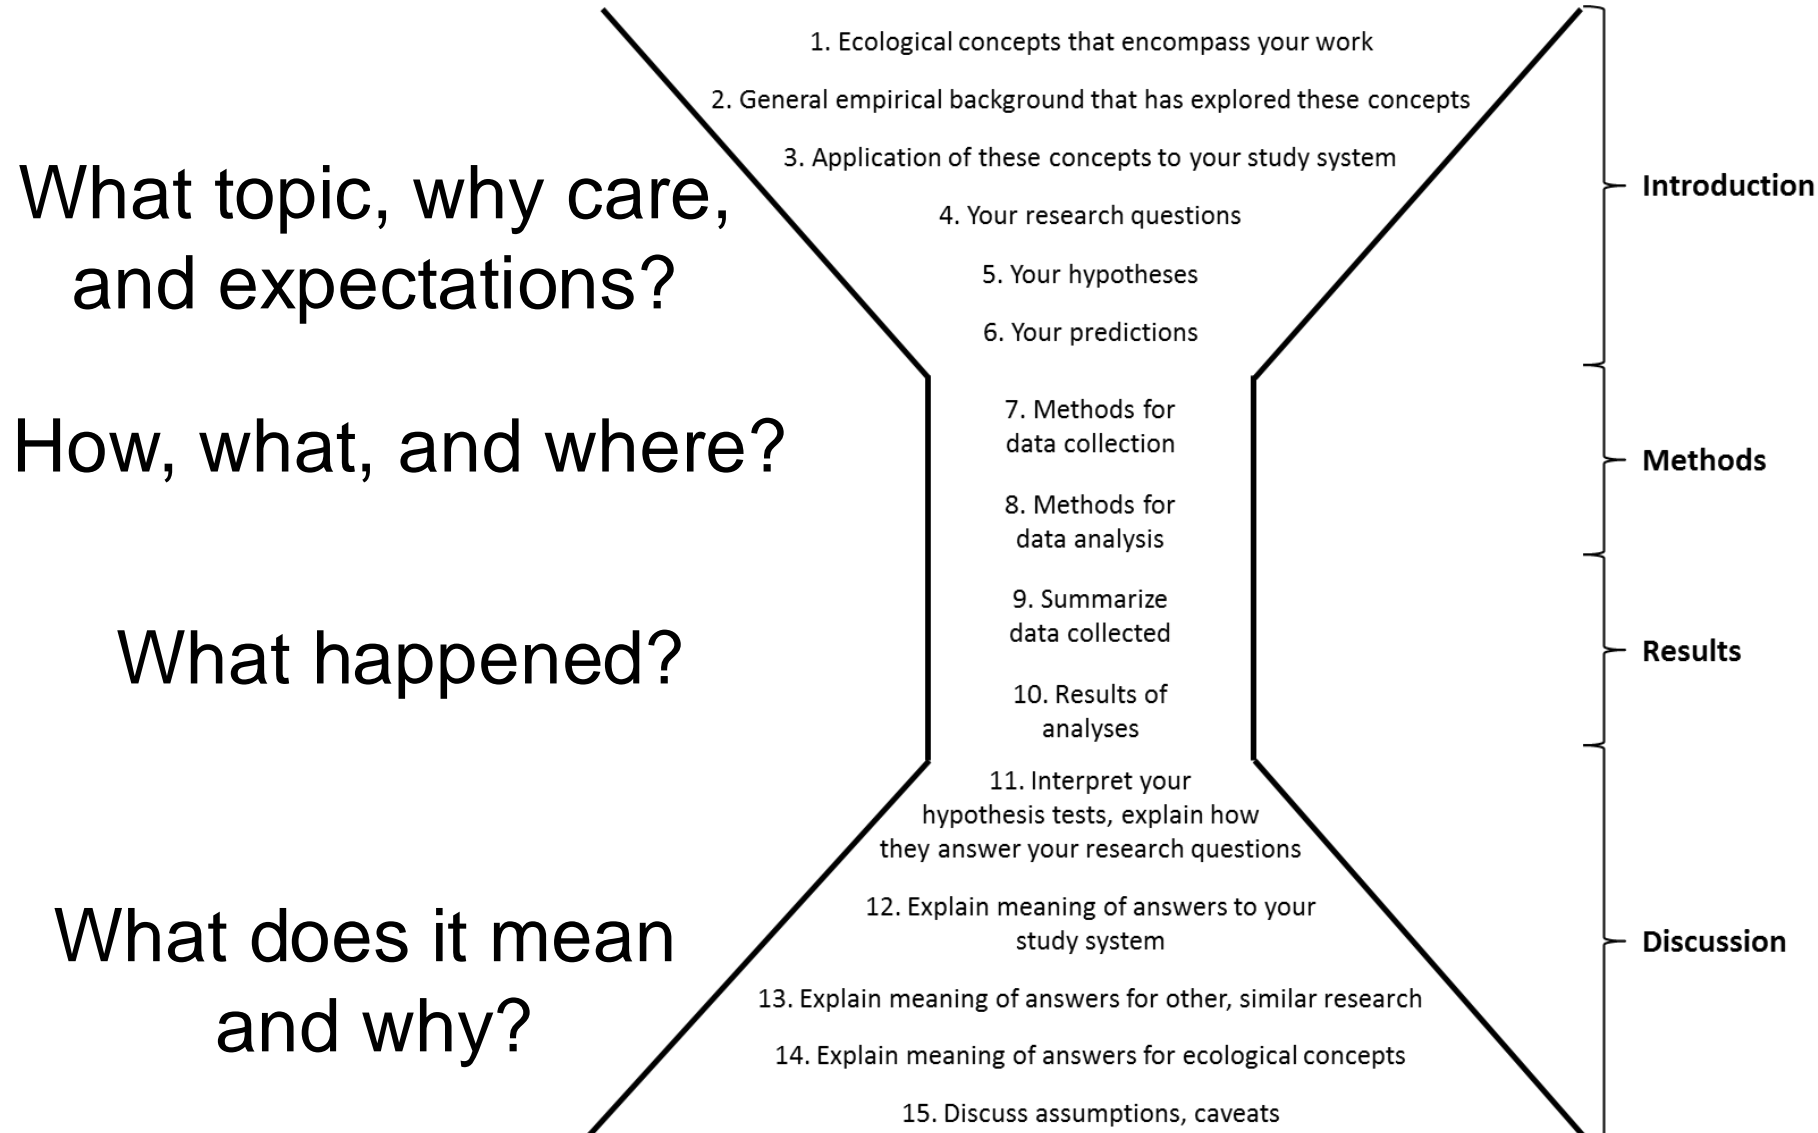 1. Ecological concepts that encompass your work
2. General empirical background that has explored these concepts
3. Application of these concepts to your study system
4. Your research questions
5. Your hypotheses
6. Your predictions
What topic, why care,
and expectations?
Introduction
7. Methods for
data collection
8. Methods for
data analysis
How, what, and where?
Methods
9. Summarize
data collected
10. Results of
analyses
What happened?
Results
11. Interpret your
hypothesis tests, explain how
they answer your research questions
12. Explain meaning of answers to your
study system
13. Explain meaning of answers for other, similar research
14. Explain meaning of answers for ecological concepts
15. Discuss assumptions, caveats
What does it mean
and why?
Discussion